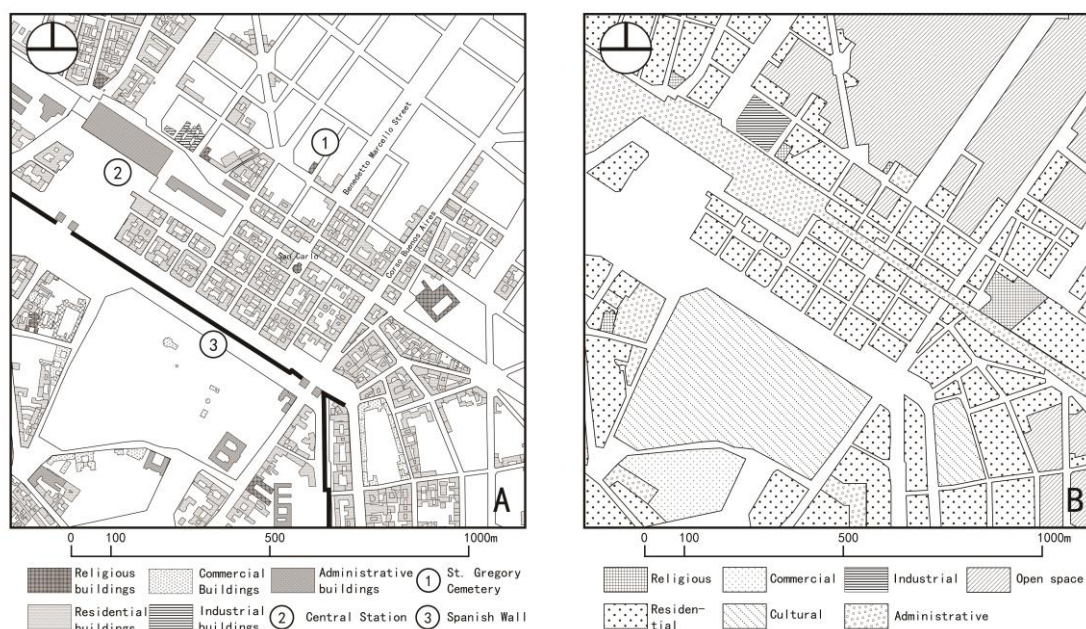 1
Benedetto Marcello Street
2
San Carlo
Corso Buenos Aires
3
A
0 100 500 1000m
Religious buildings
Commercial Buildings
Administrative buildings
1 St. Gregory Cemetery
Residential buildings
Industrial buildings
2 Central Station
3 Spanish Wall
B
0 100 500 1000m
Religious
Commercial
Industrial
Open space
Residen-
tial
Cultural
Administrative